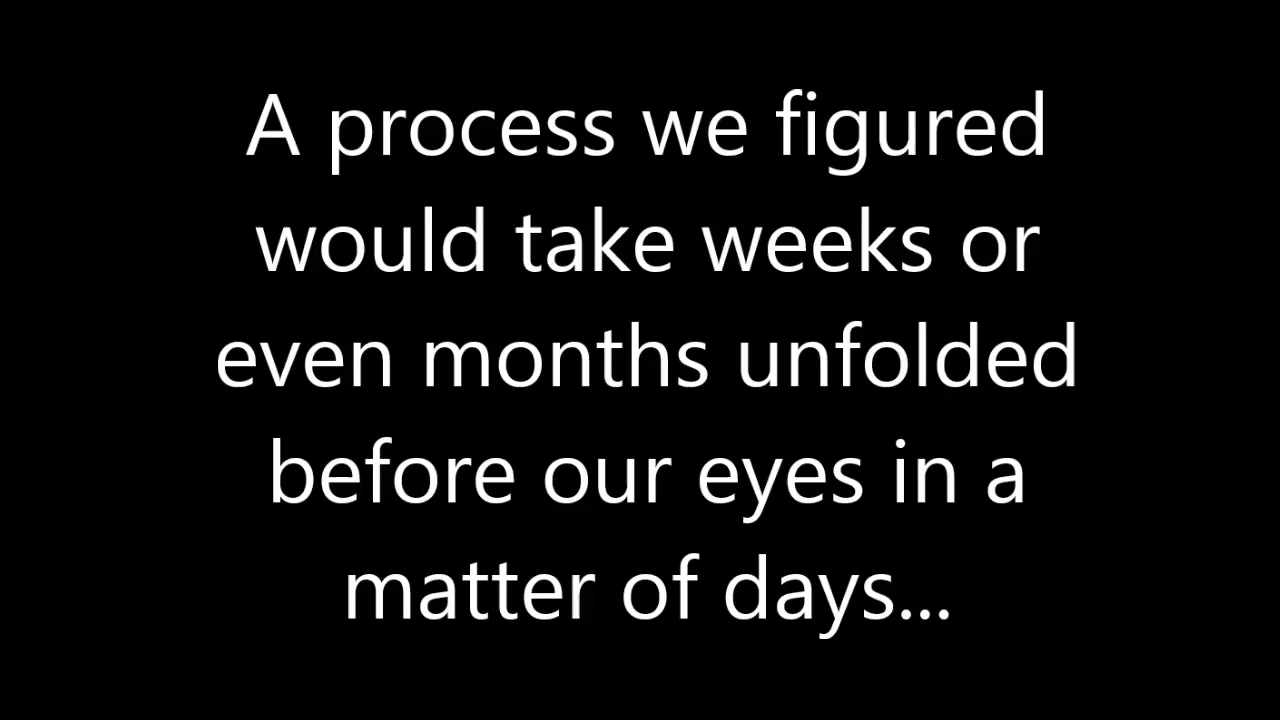 A process we figured
would take weeks or
even months unfolded
before our eyes in a
matter of days...